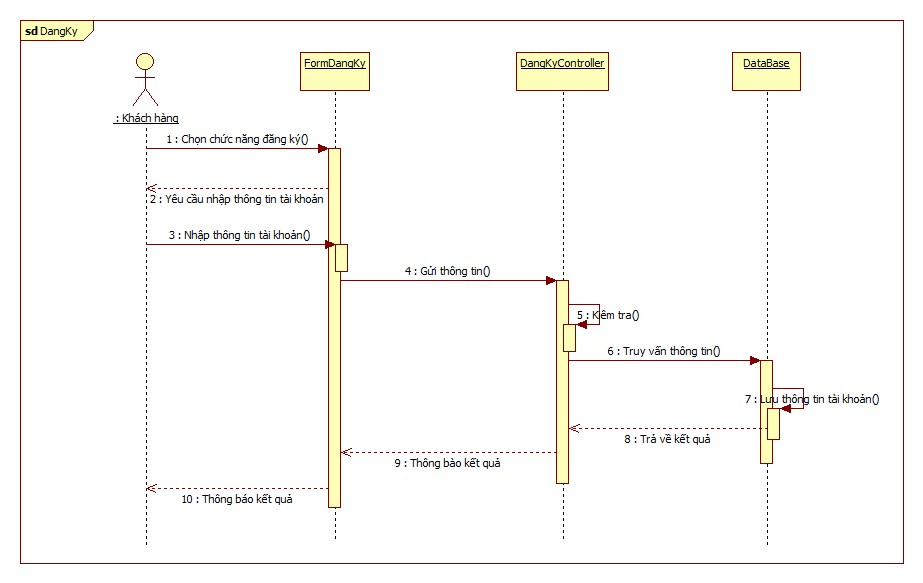 sd DangKy
FormDangKy
DangKyController
DataBase
: Khách hàng
1 : Chọn chức năng đăng ký()
2 : Yêu cầu nhập thông tin tài khoản
3 : Nhập thông tin tài khoản()
4 : Gửi thông tin()
5 : Kiểm tra()
6 : Truy vấn thông tin()
7 : Lưu thông tin tài khoản()
8 : Trả về kết quả
9 : Thông bào kết quả
10 : Thông báo kết quả